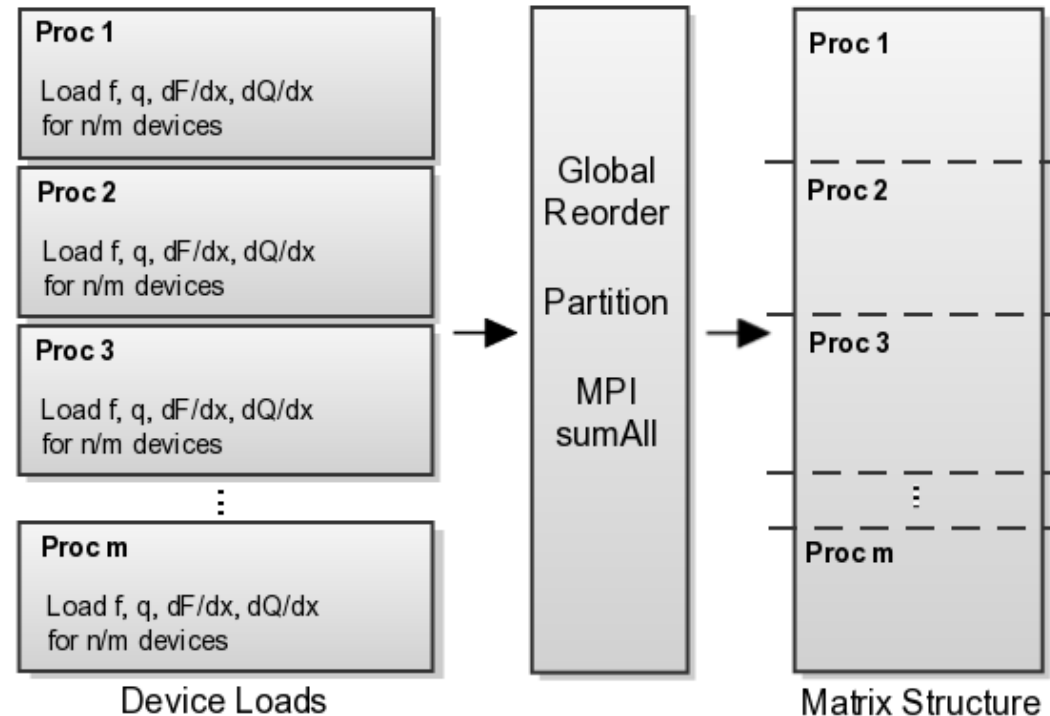 Proc 1
Load f, q, dF/dx, dQ/dx
for n/m devices
Proc 2
Load f, q, dF/dx, dQ/dx
for n/m devices
Proc 3
Load f, q, dF/dx, dQ/dx
for n/m devices
Proc m
Load f, q, dF/dx, dQ/dx
for n/m devices
Device Loads
Global
Reorder
Partition
MPI
sumAll
Proc 1
Proc 2
Proc 3
Proc m
Matrix Structure